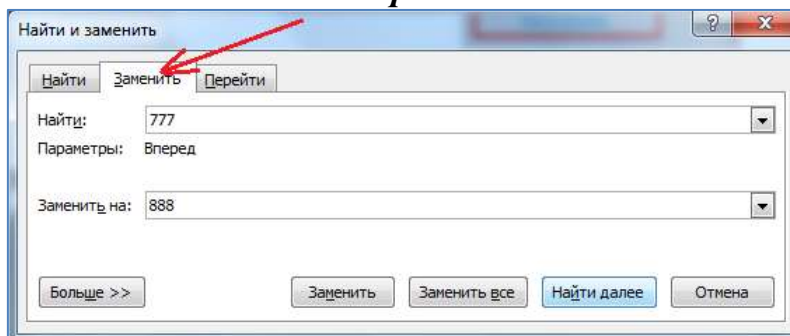 Найти и заменить
Найти Заменить Перейти
Найти: 777
Параметры: Вперед
Заменить на: 888
Больше >> Заменить Заменить все Найти далее Отмена